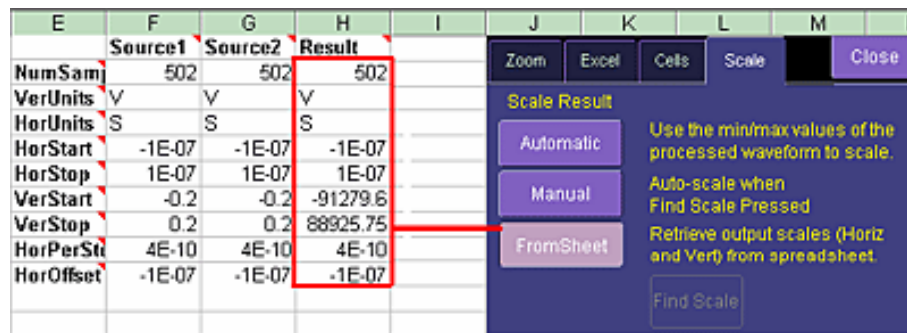 E F G H I J K L M
Source1 Source2 Result
NumSam 502 502 502
VerUnits V V V
HorUnits S S S
HorStart -1E-07 -1E-07 -1E-07
HorStop 1E-07 1E-07 1E-07
VerStart -0.2 -0.2 -91279.6
VerStop 0.2 0.2 88925.75
HorPerSt 4E-10 4E-10 4E-10
HorOffset -1E-07 -1E-07 -1E-07
Zoom Excel Cells Scale Close
Scale Result
Automatic
Use the min/max values of the
processed waveform to scale.
Manual
Auto-scale when
Find Scale Pressed
FromSheet
Retrieve output scales (Horiz
and Vert) from spreadsheet.
Find Scale